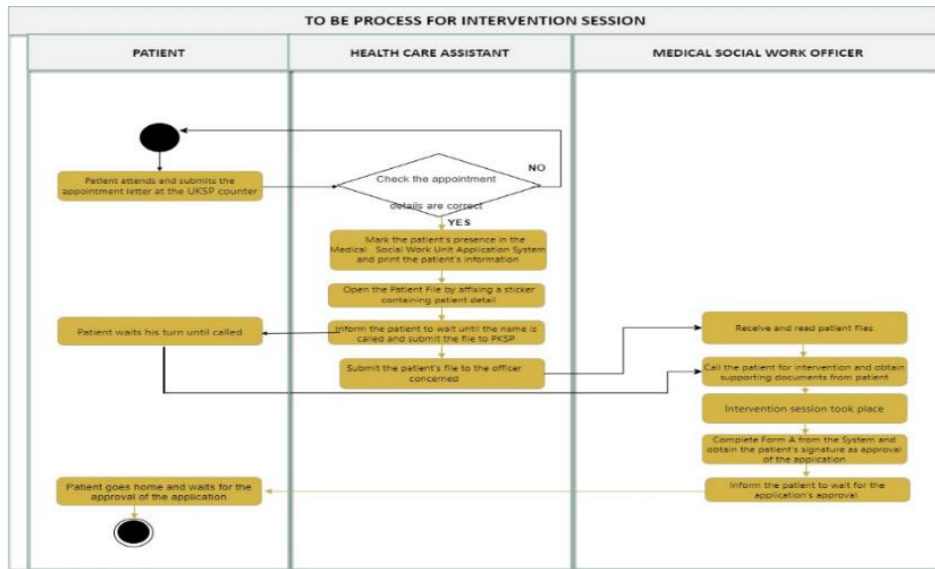 TO BE PROCESS FOR INTERVENTION SESSION
PATIENT
HEALTH CARE ASSISTANT
MEDICAL SOCIAL WORK OFFICER
Patient attends and submits the
appointment letter at the UKSP counter
Check the appointment
details are correct
NO
YES
Mark the patient's presence in the
Medical Social Work Unit Application System
and print the patient's information
Open the Patient File by affixing a sticker
containing patient detail
Inform the patient to wait until the name is
called and submit the file to PKSP
Patient waits his turn until called
Submit the patient's file to the officer
concerned
Receive and read patient files
Call the patient for intervention and obtain
supporting documents from patient
Intervention session took place
Complete Form A from the System and
obtain the patient's signature as approval
of the application
Inform the patient to wait for the
application's approval
Patient goes home and waits for the
approval of the application